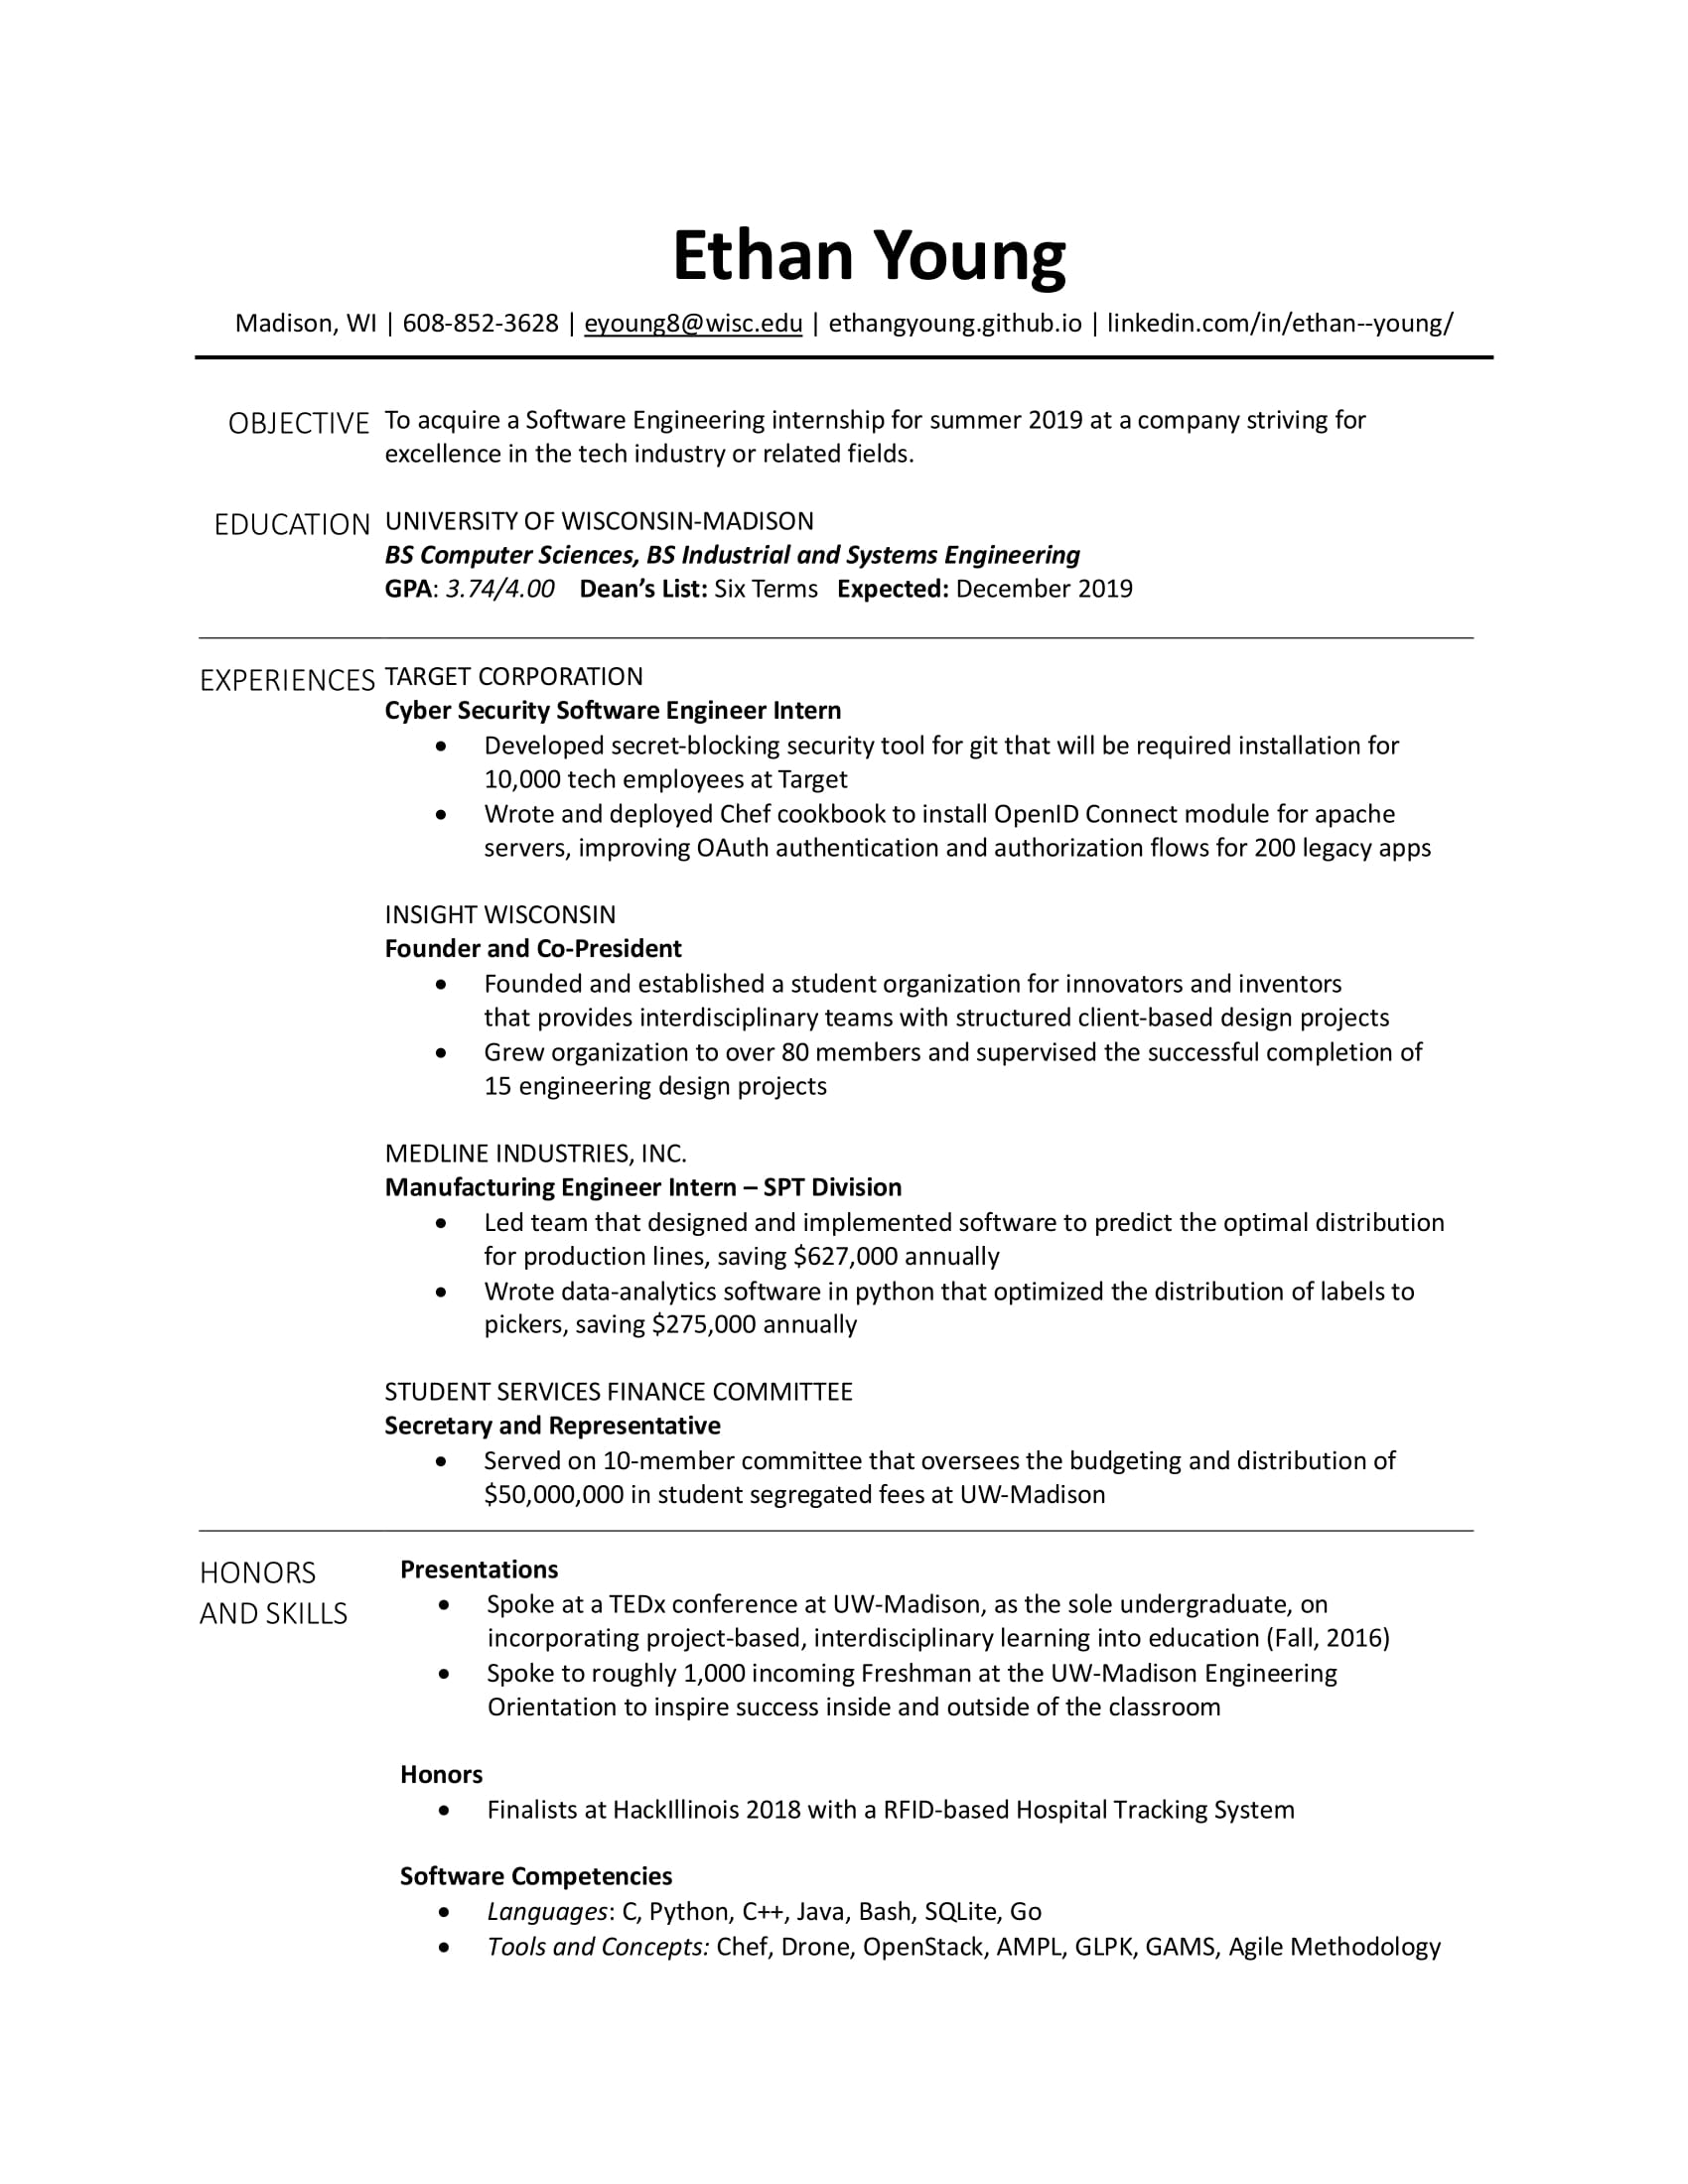 Ethan Young
Madison, WI | 608-852-3628 | eyoung8@wisc.edu | ethangyoung.github.io | linkedin.com/in/ethan--young/
OBJECTIVE To acquire a Software Engineering internship for summer 2019 at a company striving for
excellence in the tech industry or related fields.
EDUCATION UNIVERSITY OF WISCONSIN-MADISON
BS Computer Sciences, BS Industrial and Systems Engineering
GPA: 3.74/4.00 Dean’s List: Six Terms Expected: December 2019
EXPERIENCES TARGET CORPORATION
Cyber Security Software Engineer Intern
• Developed secret-blocking security tool for git that will be required installation for
10,000 tech employees at Target
• Wrote and deployed Chef cookbook to install OpenID Connect module for apache
servers, improving OAuth authentication and authorization flows for 200 legacy apps
INSIGHT WISCONSIN
Founder and Co-President
• Founded and established a student organization for innovators and inventors
that provides interdisciplinary teams with structured client-based design projects
• Grew organization to over 80 members and supervised the successful completion of
15 engineering design projects
MEDLINE INDUSTRIES, INC.
Manufacturing Engineer Intern – SPT Division
• Led team that designed and implemented software to predict the optimal distribution
for production lines, saving $627,000 annually
• Wrote data-analytics software in python that optimized the distribution of labels to
pickers, saving $275,000 annually
STUDENT SERVICES FINANCE COMMITTEE
Secretary and Representative
• Served on 10-member committee that oversees the budgeting and distribution of
$50,000,000 in student segregated fees at UW-Madison
HONORS
AND SKILLS
Presentations
• Spoke at a TEDx conference at UW-Madison, as the sole undergraduate, on
incorporating project-based, interdisciplinary learning into education (Fall, 2016)
• Spoke to roughly 1,000 incoming Freshman at the UW-Madison Engineering
Orientation to inspire success inside and outside of the classroom
Honors
• Finalists at HackIllinois 2018 with a RFID-based Hospital Tracking System
Software Competencies
• Languages: C, Python, C++, Java, Bash, SQLite, Go
• Tools and Concepts: Chef, Drone, OpenStack, AMPL, GLPK, GAMS, Agile Methodology